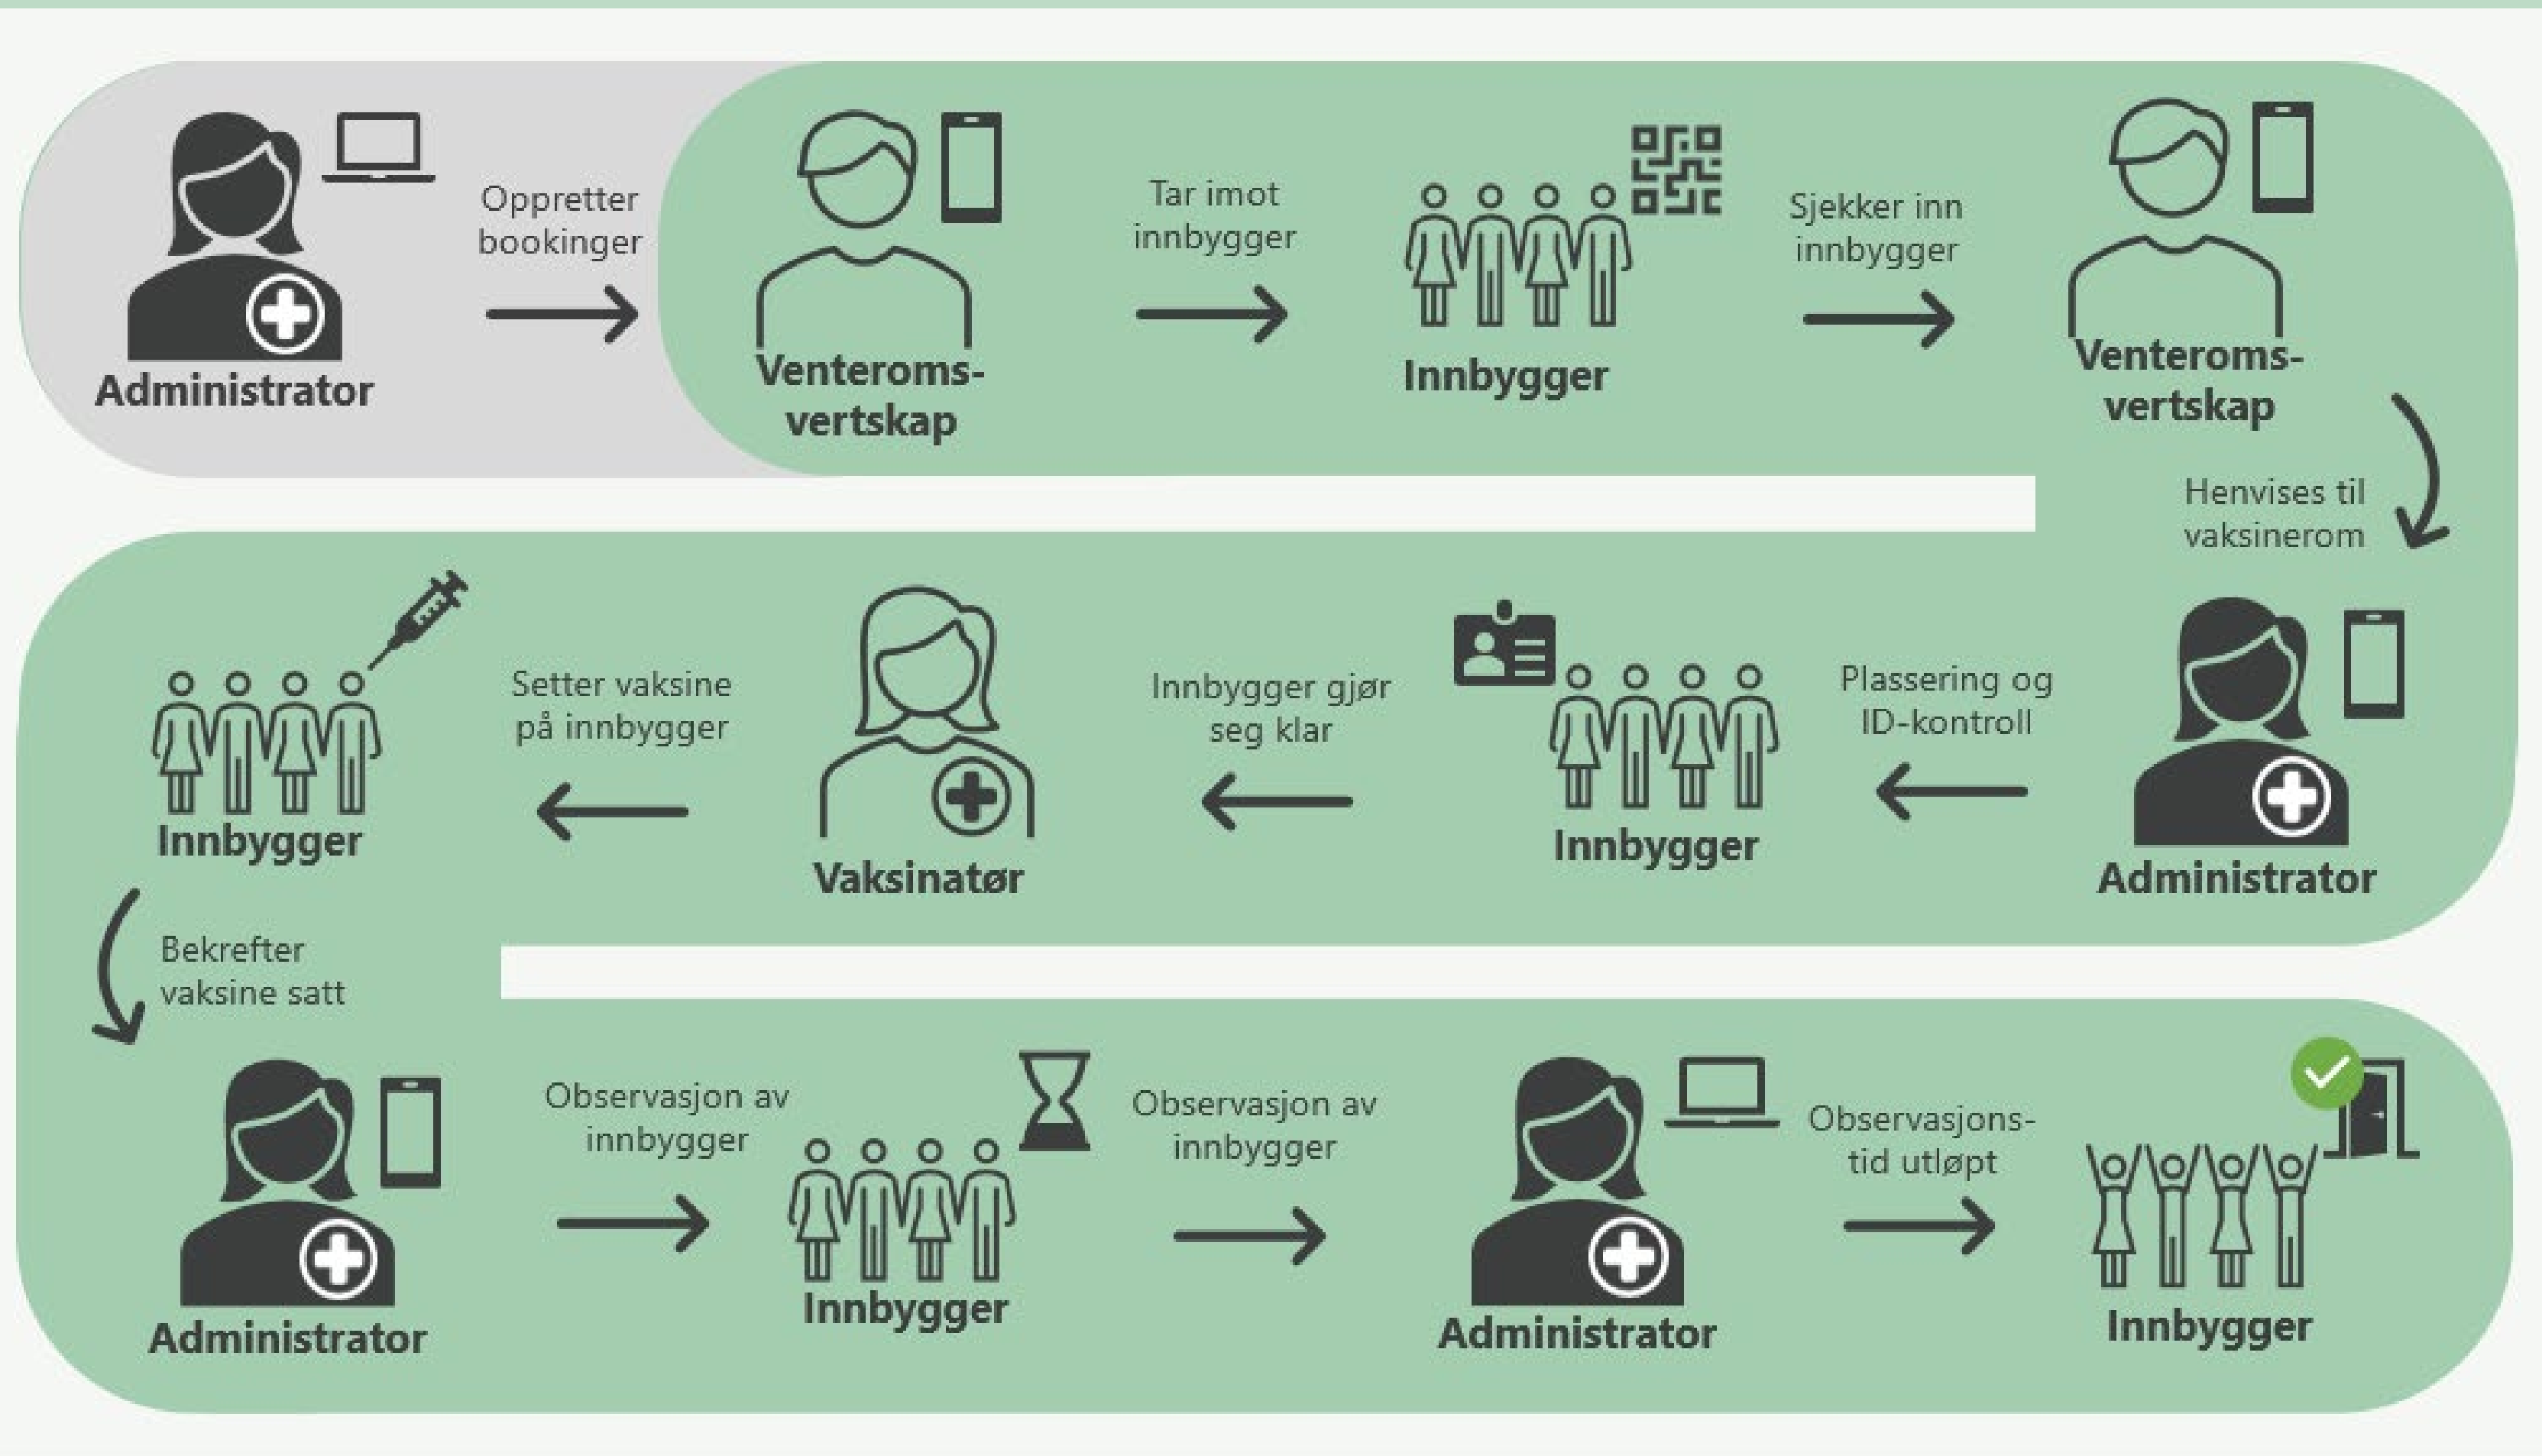 Oppretter
bookinger
Administrator
Venteroms-
vertskap
Tar imot
innbygger
Innbygger
Sjekker inn
innbygger
Venteroms-
vertskap
Henvises til
vaksinerom
Administrator
Plassering og
ID-kontroll
Innbygger
Innbygger gjør
seg klar
Vaksinatør
Setter vaksine
på innbygger
Innbygger
Bekrefter
vaksine satt
Administrator
Observasjon av
innbygger
Innbygger
Observasjon av
innbygger
Administrator
Observasjons-
tid utløpt
Innbygger